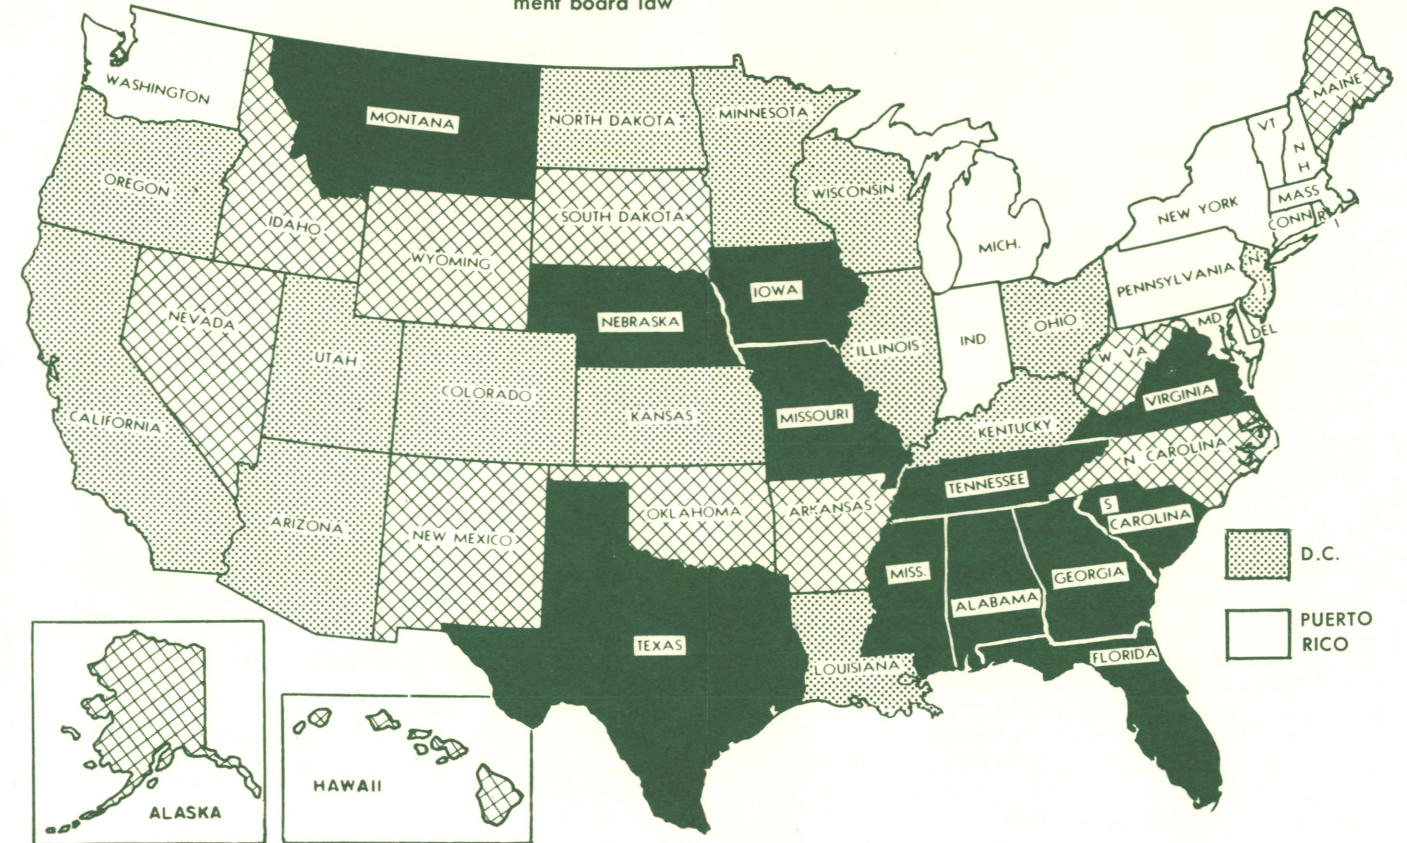 ment board law
WASHINGTON
MONTANA
NORTH DAKOTA
MINNESOTA
MAINE
VT
N
H
OREGON
IDAHO
WYOMING
SOUTH DAKOTA
WISCONSIN
MICH.
NEW YORK
MASS
CONN
R
I
NEVADA
UTAH
COLORADO
NEBRASKA
IOWA
ILLINOIS
IND.
OHIO
PENNSYLVANIA
N
J
MD
DEL
W VA
VIRGINIA
CALIFORNIA
KANSAS
MISSOURI
KENTUCKY
N CAROLINA
TENNESSEE
S
CAROLINA
ARIZONA
NEW MEXICO
OKLAHOMA
ARKANSAS
MISS.
ALABAMA
GEORGIA
D.C.
PUERTO
RICO
TEXAS
LOUISIANA
FLORIDA
ALASKA
HAWAII